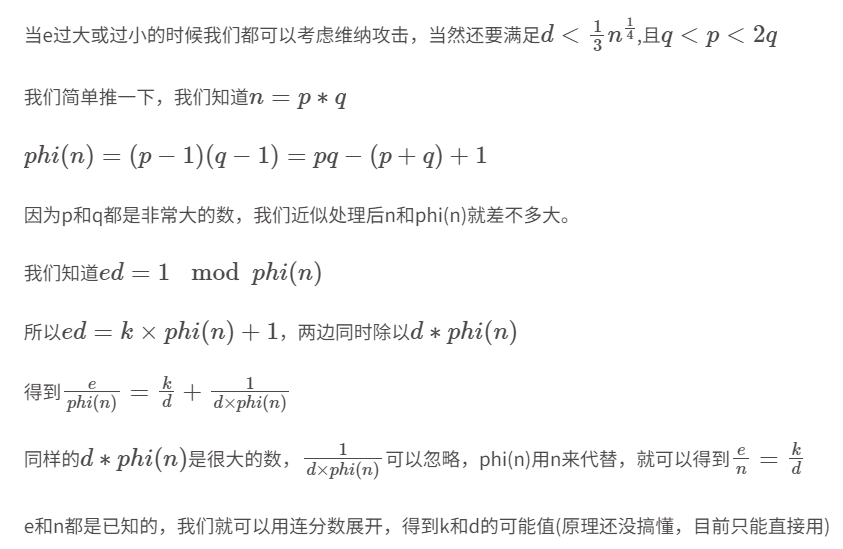 当e过大或过小的时候我们都可以考虑维纳攻击，当然还要满足d < \frac{1}{3}n^{\frac{1}{4}},且q < p < 2q
我们简单推一下，我们知道n = p * q
phi(n) = (p − 1)(q − 1) = pq − (p + q) + 1
因为p和q都是非常大的数，我们近似处理后n和phi(n)就差不多大。
我们知道ed = 1 mod phi(n)
所以ed = k × phi(n) + 1，两边同时除以d * phi(n)
得到\frac{e}{phi(n)} = \frac{k}{d} + \frac{1}{d×phi(n)}
同样的d * phi(n)是很大的数，\frac{1}{d×phi(n)}可以忽略，phi(n)用n来代替，就可以得到\frac{e}{n} = \frac{k}{d}
e和n都是已知的，我们就可以用连分数展开，得到k和d的可能值(原理还没搞懂，目前只能直接用)